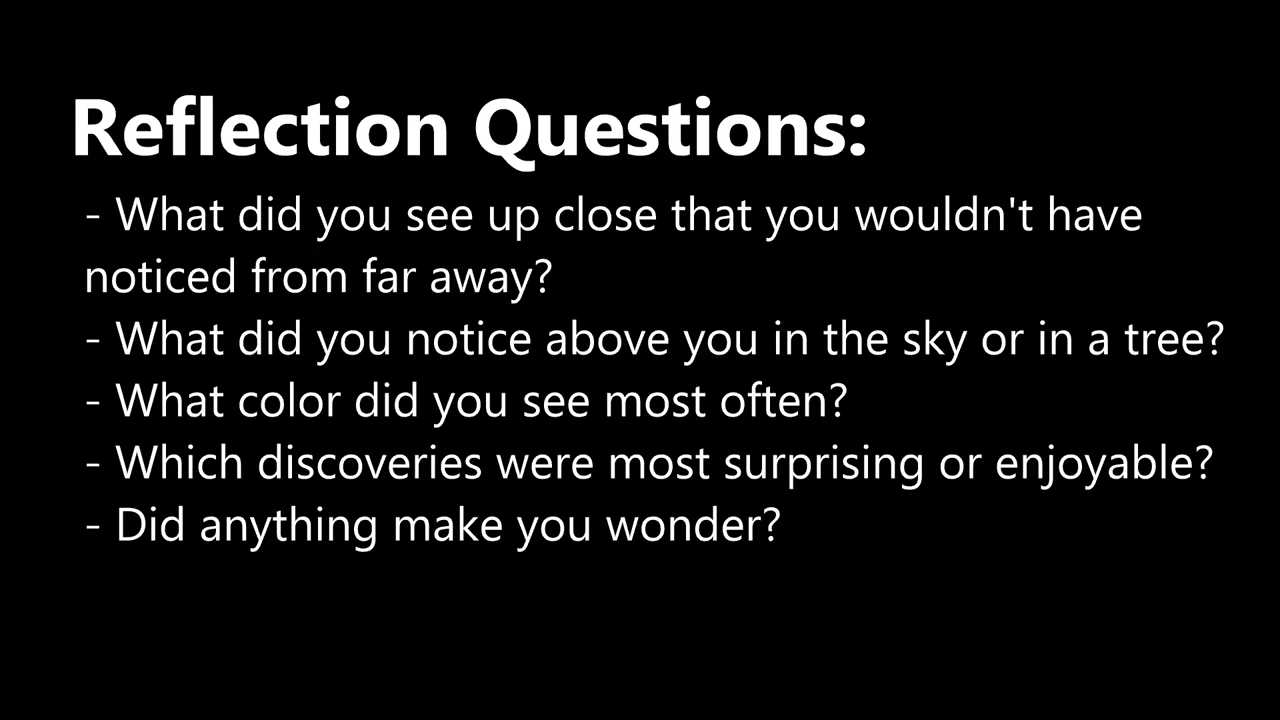 Reflection Questions:
- What did you see up close that you wouldn't have
noticed from far away?
- What did you notice above you in the sky or in a tree?
- What color did you see most often?
- Which discoveries were most surprising or enjoyable?
- Did anything make you wonder?